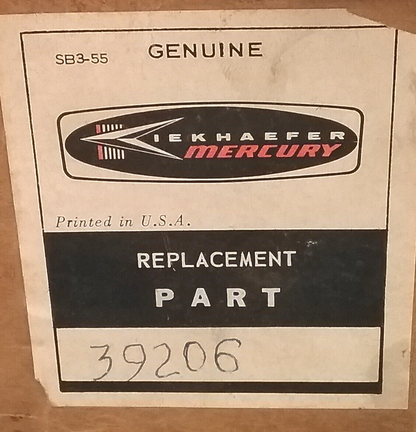 SB3-55 GENUINE
KIEKHAEFER
MERCURY
Printed in U.S.A.
REPLACEMENT
PART
39206